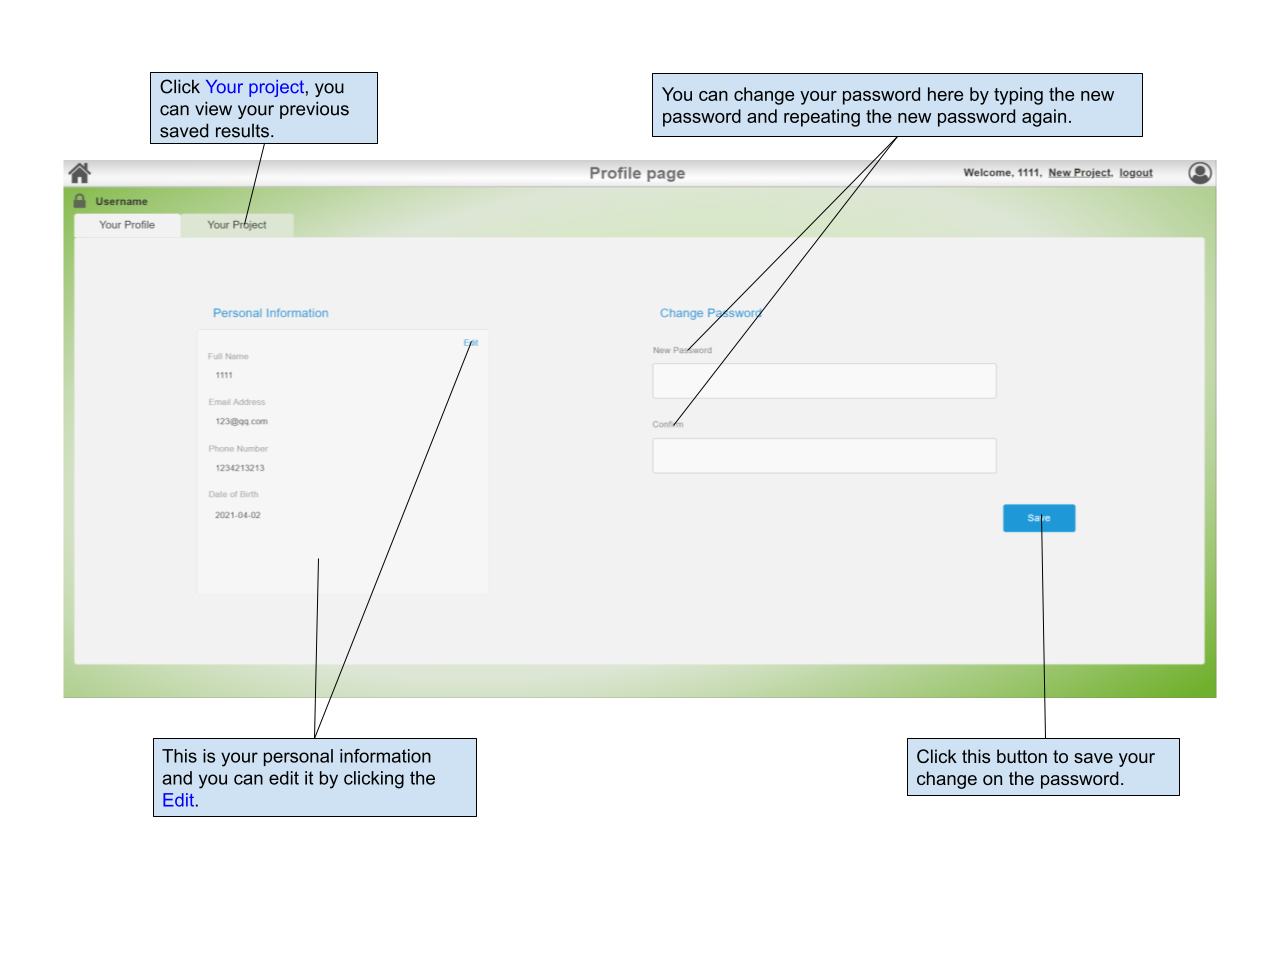 Click Your project, you
can view your previous
saved results.
You can change your password here by typing the new
password and repeating the new password again.
Profile page
Welcome, 1111, New Project, logout
Username
Your Profile
Your Project
Personal Information
Change Password
Edit
Full Name
1111
Email Address
123@qq.com
Phone Number
1234213213
Date of Birth
2021-04-02
New Password
Confirm
Save
This is your personal information
and you can edit it by clicking the
Edit.
Click this button to save your
change on the password.